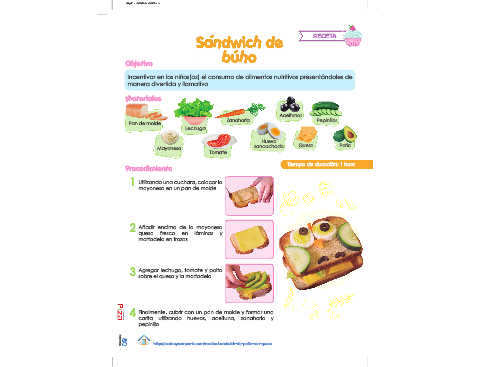 RECETA
Sándwich de
búho
Objetivo
Incentivar en los niños(as) el consumo de alimentos nutritivos presentándolos de
manera divertida y llamativa
Materiales
Pan de molde
Lechuga
Zanahoria
Aceitunas
Pepinillos
Mayonesa
Tomate
Huevo
sancochado
Queso
Palta
Procedimiento
Tiempo de duración: 1 hora
1 Utilizando una cuchara, colocar la
mayonesa en un pan de molde
2 Añadir encima de la mayonesa
queso fresco en láminas y
mortadela en trozos
3 Agregar lechuga, tomate y palta
sobre el queso y la mortadela
4 Finalmente, cubrir con un pan de molde y formar una
carita utilizando huevos, aceituna, zanahoria y
pepinillo